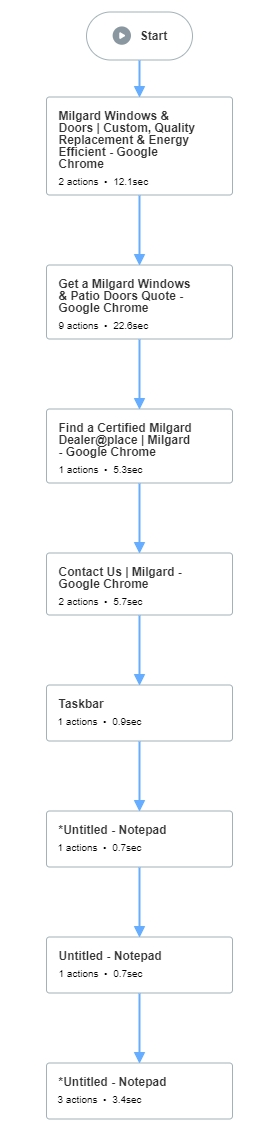 Start
Milgard Windows &
Doors | Custom, Quality
Replacement & Energy
Efficient - Google
Chrome
2 actions • 12.1sec
Get a Milgard Windows
& Patio Doors Quote -
Google Chrome
9 actions • 22.6sec
Find a Certified Milgard
Dealer@place | Milgard
- Google Chrome
1 actions • 5.3sec
Contact Us | Milgard -
Google Chrome
2 actions • 5.7sec
Taskbar
1 actions • 0.9sec
*Untitled - Notepad
1 actions • 0.7sec
Untitled - Notepad
1 actions • 0.7sec
*Untitled - Notepad
3 actions • 3.4sec